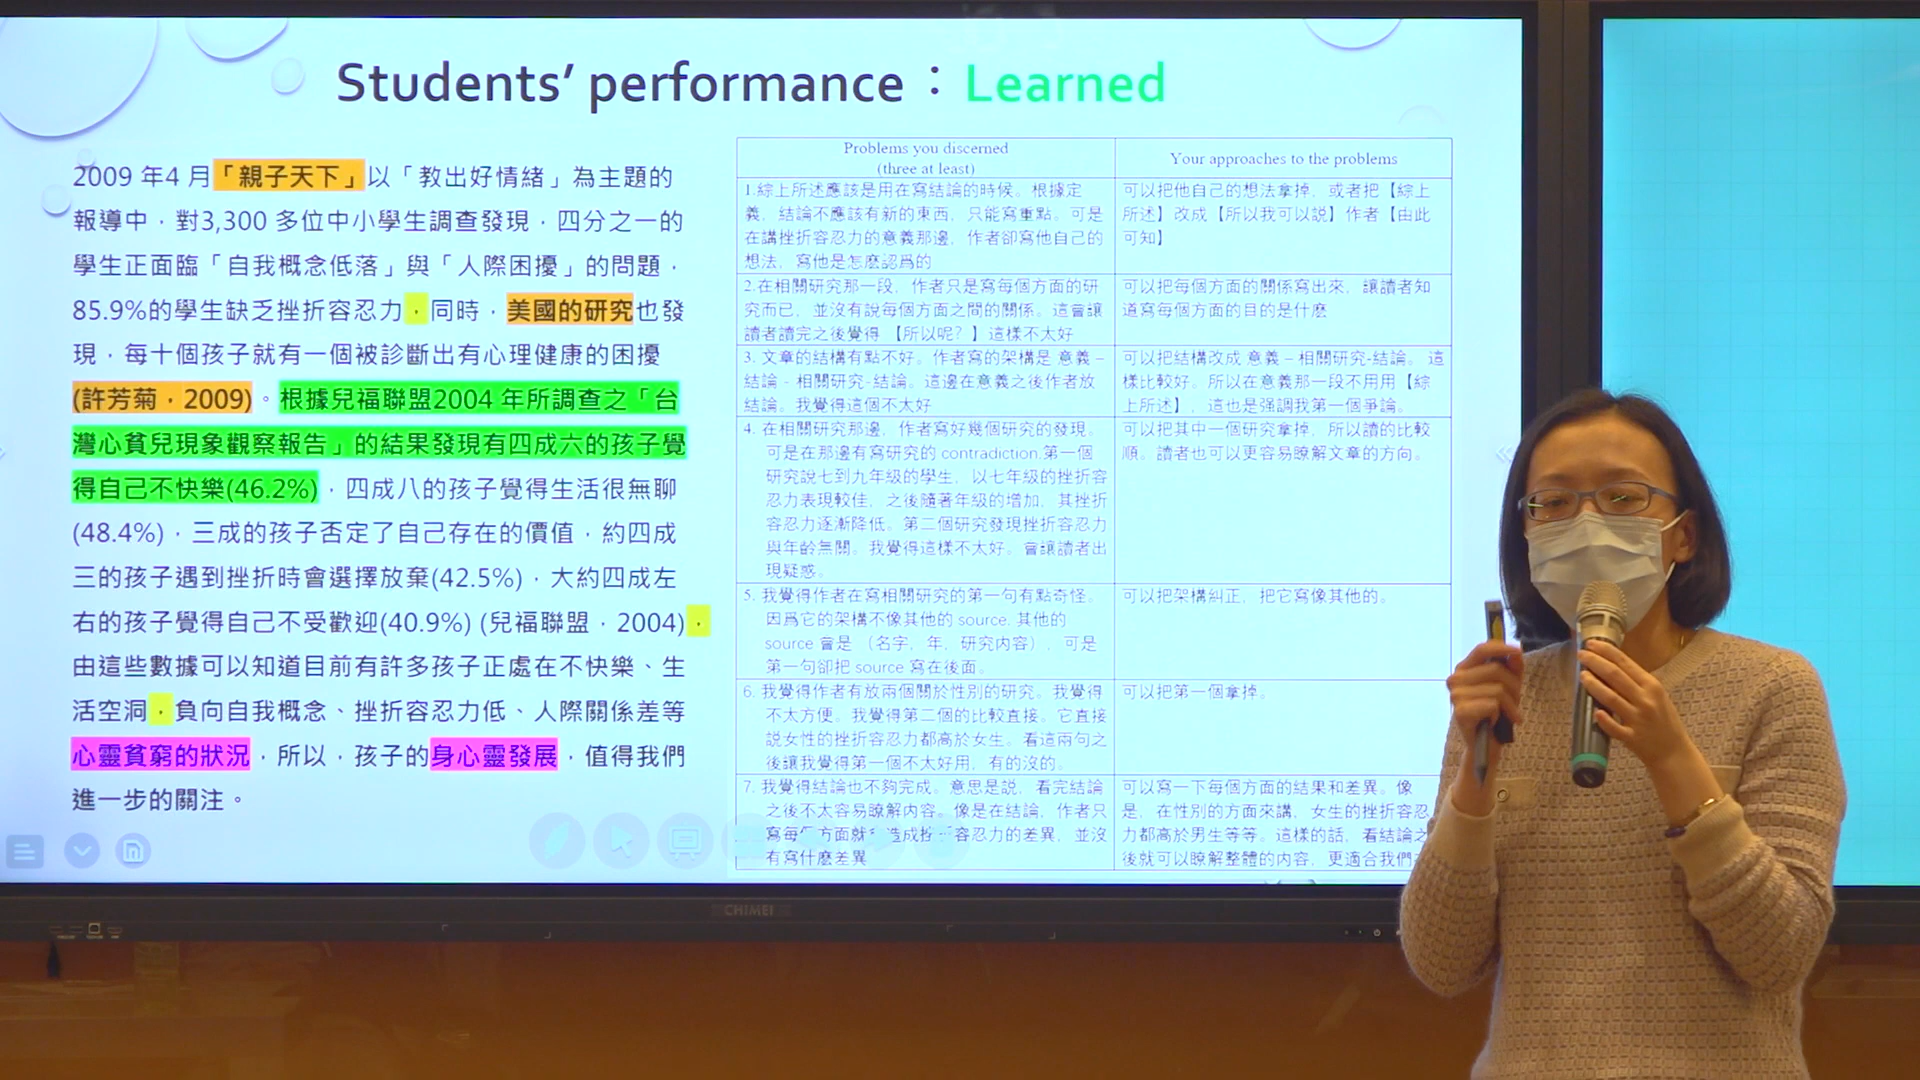 Students' performance：Learned
2009 年4 月「親子天下」以「教出好情緒」為主題的
報導中，對3,300 多位中小學生調查發現，四分之一的
學生正面臨「自我概念低落」與「人際困擾」的問題，
85.9%的學生缺乏挫折容忍力，同時，美國的研究也發
現，每十個孩子就有一個被診斷出有心理健康的困擾
(許芳菊，2009)。根據兒福聯盟2004 年所調查之「台
灣心貧兒現象觀察報告」的結果發現有四成六的孩子覺
得自己不快樂(46.2%)，四成八的孩子覺得生活很無聊
(48.4%)，三成的孩子否定了自己存在的價值，約四成
三的孩子遇到挫折時會選擇放棄(42.5%)，大約四成左
右的孩子覺得自己不受歡迎(40.9%) (兒福聯盟，2004)，
由這些數據可以知道目前有許多孩子正處在不快樂、生
活空洞，負向自我概念、挫折容忍力低、人際關係差等
心靈貧窮的狀況，所以，孩子的身心靈發展，值得我們
進一步的關注。
Problems you discerned
(three at least)
Your approaches to the problems
1.綜上所述應該是用在寫結論的時候。根據定
義，結論不應該有新的東西，只能寫重點。可是
在講挫折容忍力的意義那邊，作者卻寫他自己的
想法，寫他是怎麼認爲的
可以把他自己的想法拿掉，或者把【綜上
所述】改成【所以我可以説】作者【由此
可知】
2.在相關研究那一段，作者只是寫每個方面的研
究而已，並沒有說每個方面之間的關係。這會讓
讀者讀完之後覺得 【所以呢？】這樣不太好
可以把每個方面的關係寫出來，讓讀者知
道寫每個方面的目的是什麼
3. 文章的結構有點不好。作者寫的架構是 意義 –
結論 - 相關研究-結論。這邊在意義之後作者放
結論。我覺得這個不太好
可以把結構改成 意義 – 相關研究-結論。 這
樣比較好。所以在意義那一段不用用【綜
上所述】，這也是强調我第一個爭論。
4. 在相關研究那邊，作者寫好幾個研究的發現。
可是在那邊有寫研究的 contradiction.第一個
研究說七到九年級的學生，以七年級的挫折容
忍力表現較佳，之後隨著年級的增加，其挫折
容忍力逐漸降低。第二個研究發現挫折容忍力
與年齡無關。我覺得這樣不太好。會讓讀者出
現疑惑。
可以把其中一個研究拿掉，所以讀的比較
順。讀者也可以更容易瞭解文章的方向。
5. 我覺得作者在寫相關研究的第一句有點奇怪。
因爲它的架構不像其他的 source. 其他的
source 會是 （名字，年，研究内容），可是
第一句卻把 source 寫在後面。
可以把架構糾正，把它寫像其他的。
6. 我覺得作者有放兩個關於性別的研究。我覺得
不太方便。我覺得第二個的比較直接。它直接
説女性的挫折容忍力都高於女生。看這兩句之
後讓我覺得第一個不太好用，有的沒的。
可以把第一個拿掉。
7. 我覺得結論也不夠完成。意思是説，看完結論
之後不太容易瞭解内容。像是在結論，作者只
寫每個方面就 造成挫折容忍力的差異，並沒
有寫什麽差異
可以寫一下每個方面的結果和差異。像
是，在性別的方面來講，女生的挫折容忍
力都高於男生等等。這樣的話，看結論之
後就可以瞭解整體的内容，更適合我們
CHIMEI